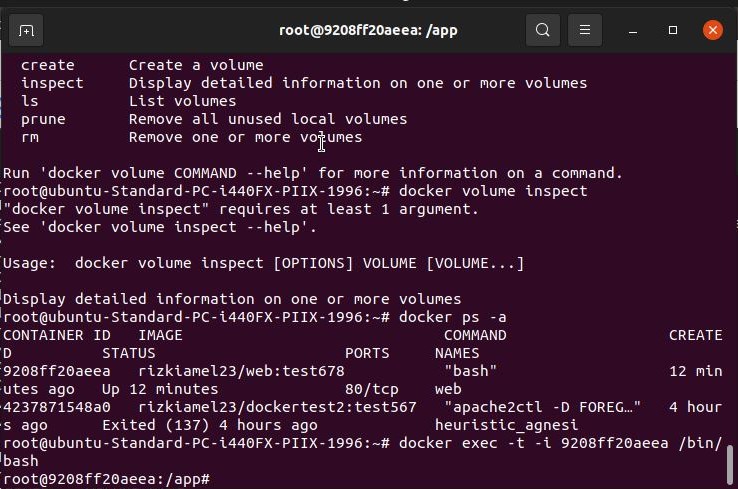 root@9208ff20aeea: /app
create      Create a volume
inspect     Display detailed information on one or more volumes
ls          List volumes
prune       Remove all unused local volumes
rm          Remove one or more volumes
Run 'docker volume COMMAND --help' for more information on a command.
root@ubuntu-Standard-PC-i440FX-PIIX-1996:~# docker volume inspect
"docker volume inspect" requires at least 1 argument.
See 'docker volume inspect --help'.
Usage:  docker volume inspect [OPTIONS] VOLUME [VOLUME...]
Display detailed information on one or more volumes
root@ubuntu-Standard-PC-i440FX-PIIX-1996:~# docker ps -a
CONTAINER ID   IMAGE                             COMMAND                  CREATE
D          STATUS                     PORTS     NAMES
9208ff20aeea   rizkiamel23/web:test678           "bash"                   12 min
utes ago   Up 12 minutes              80/tcp    web
4237871548a0   rizkiamel23/dockertest2:test567   "apache2ctl -D FOREG…"   4 hour
s ago      Exited (137) 4 hours ago             heuristic_agnesi
root@ubuntu-Standard-PC-i440FX-PIIX-1996:~# docker exec -t -i 9208ff20aeea /bin/
bash
root@9208ff20aeea:/app#